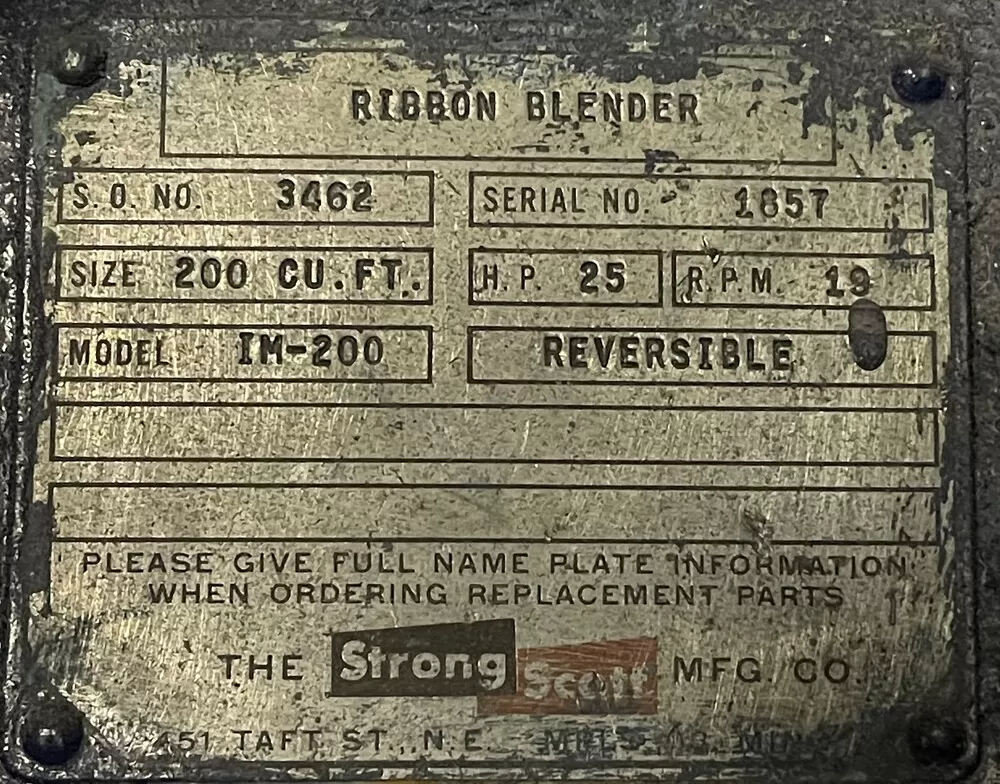 RIBBON BLENDER
S. O. NO. 3462 SERIAL NO. 1857
SIZE 200 CU.FT. H. P. 25 R. P. M. 19
MODEL IM-200 REVERSIBLE
PLEASE GIVE FULL NAME PLATE INFORMATION
WHEN ORDERING REPLACEMENT PARTS
THE Strong Scott MFG. CO.
451 TAFT ST., N.E.